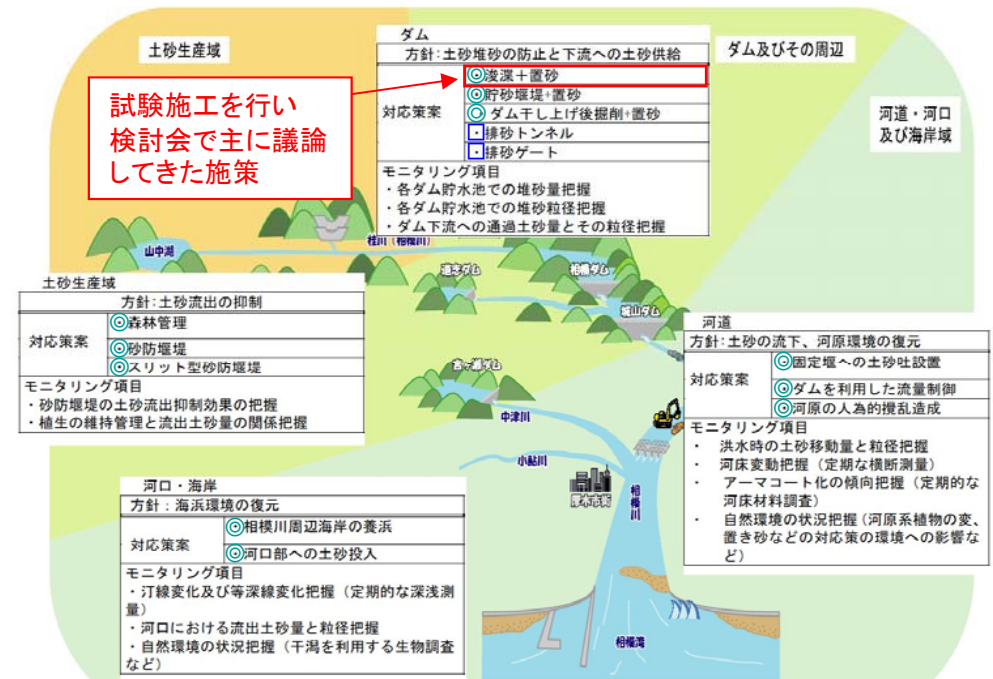 土砂生産域
ダム及びその周辺
河道・河口
及び海岸域
試験施工を行い
検討会で主に議論
してきた施策
ダム
方針:土砂堆砂の防止と下流への土砂供給
対応策案
◎浚渫+置砂
◎貯砂堰堤+置砂
◎ダム干し上げ後掘削+置砂
・排砂トンネル
・排砂ゲート
モニタリング項目
・各ダム貯水池での堆砂量把握
・各ダム貯水池での堆砂粒径把握
・ダム下流への通過土砂量とその粒径把握
山中湖
桂川(相模川)
道志ダム
相模ダム
城山ダム
宮ヶ瀬ダム
中津川
小鮎川
厚木市街
相模川
相模湾
土砂生産域
方針:土砂流出の抑制
対応策案
◎森林管理
◎砂防堰堤
◎スリット型砂防堰堤
モニタリング項目
・砂防堰堤の土砂流出抑制効果の把握
・植生の維持管理と流出土砂量の関係把握
河道
方針:土砂の流下、河原環境の復元
対応策案
◎固定堰への土砂吐設置
◎ダムを利用した流量制御
◎河原の人為的攪乱造成
モニタリング項目
・ 洪水時の土砂移動量と粒径把握
・ 河床変動把握(定期な横断測量)
・ アーマコート化の傾向把握(定期的な
河床材料調査)
・ 自然環境の状況把握(河原系植物の変、
置き砂などの対応策の環境への影響な
ど)
河口・海岸
方針:海浜環境の復元
対応策案
◎相模川周辺海岸の養浜
◎河口部への土砂投入
モニタリング項目
・汀線変化及び等深線変化把握(定期的な深浅測
量)
・河口における流出土砂量と粒径把握
・自然環境の状況把握(干潟を利用する生物調査
など)